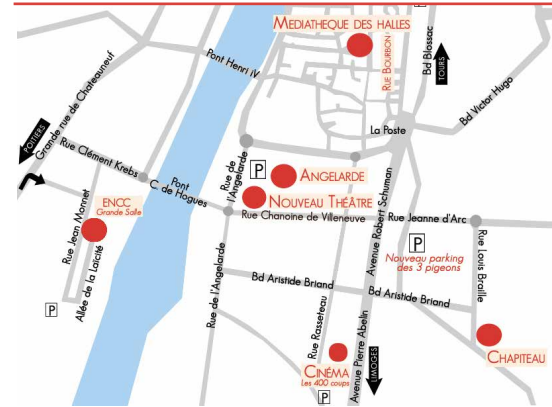 MEDIATHEQUE DES HALLES
P
Grande rue de Chateauneuf
Pont Henri IV
Rue Bourbon
Bd Blossac
TOURS
Bd Victor Hugo
POITIERS
La Poste
Rue Clément Krebs
Pont
C. de Hogues
Rue de
l'Angelarde
P
ANGELARDE
NOUVEAU THÉÂTRE
Rue Chanoine de Villeneuve
Rue Jeanne d'Arc
Avenue Robert Schuman
ENCC
Grande Salle
Rue Jean Monnet
Allée de la Laïcité
P
P
Nouveau parking
des 3 pigeons
Rue Louis Braille
Bd Aristide Briand
Bd Aristide Briand
Rue de l'Angelarde
Rue Rasseteau
Avenue Pierre Abelin
LIMOGES
CHAPITEAU
CINÉMA
Les 400 coups
P